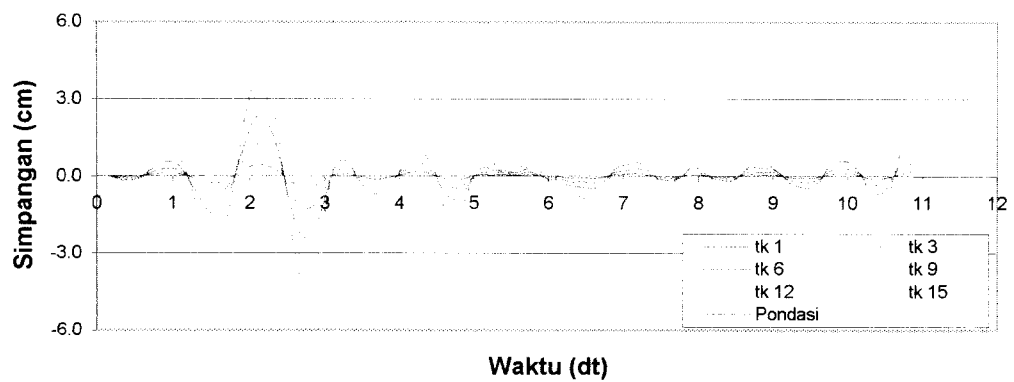 6.0
3.0
0.0
-3.0
-6.0
Simpangan (cm)
0 1 2 3 4 5 6 7 8 9 10 11 12
tk 1 tk 3
tk 6 tk 9
tk 12 tk 15
Pondasi
Waktu (dt)